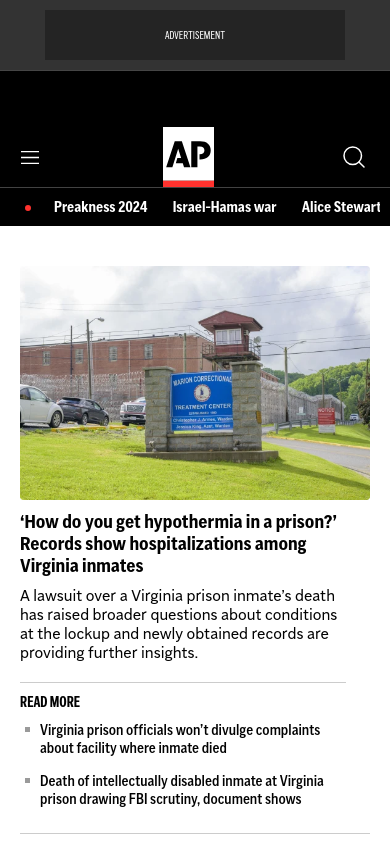 ADVERTISEMENT
AP
Preakness 2024
Israel-Hamas war
Alice Stewart
MARION CORRECTIONAL
TREATMENT CENTER
NOTICE
‘How do you get hypothermia in a prison?’
Records show hospitalizations among
Virginia inmates
A lawsuit over a Virginia prison inmate’s death
has raised broader questions about conditions
at the lockup and newly obtained records are
providing further insights.
READ MORE
Virginia prison officials won’t divulge complaints
about facility where inmate died
Death of intellectually disabled inmate at Virginia
prison drawing FBI scrutiny, document shows